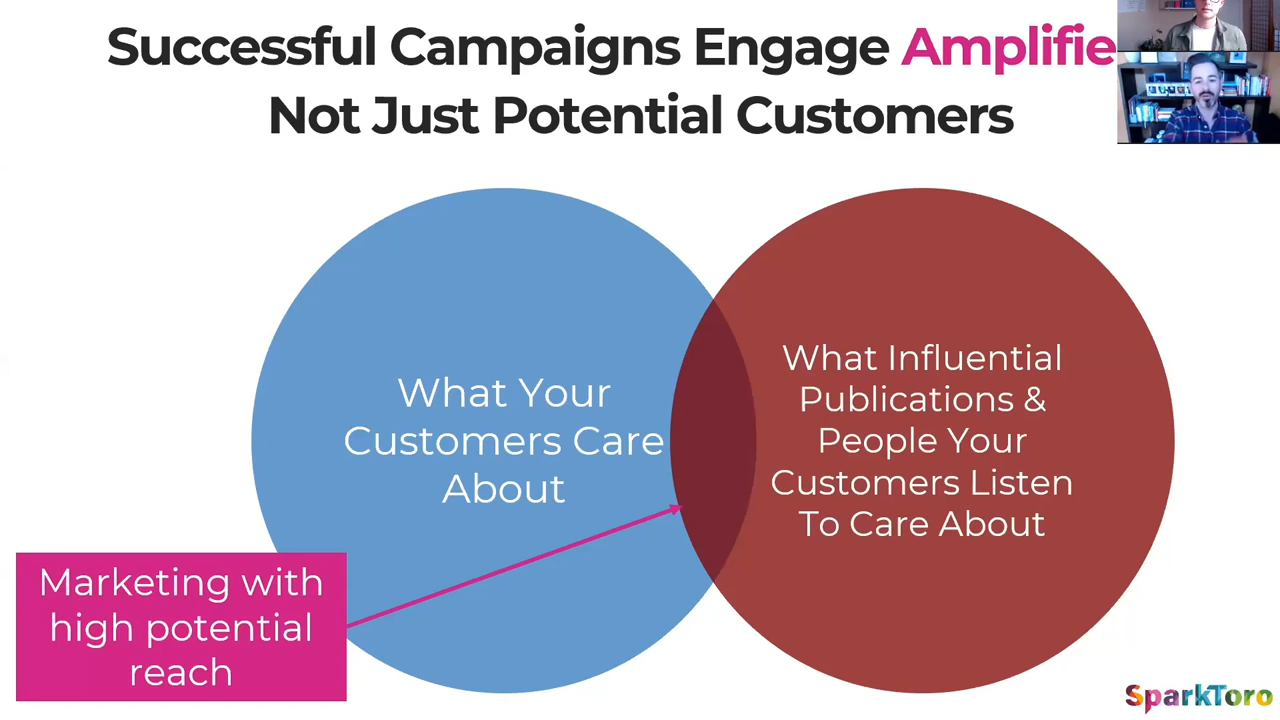 Successful Campaigns Engage Amplifie
Not Just Potential Customers
What Your
Customers Care
About
What Influential
Publications &
People Your
Customers Listen
To Care About
Marketing with
high potential
reach
SparkToro